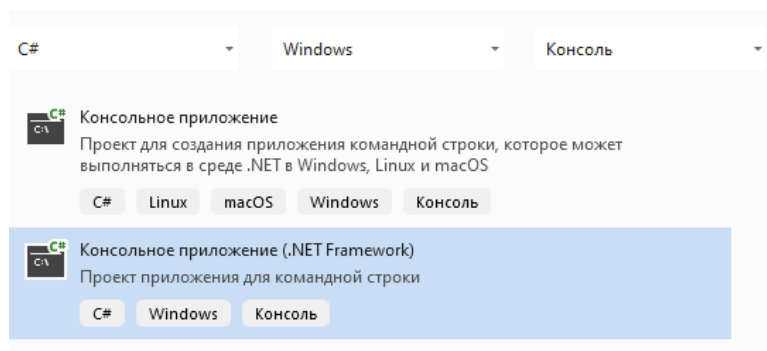 C# Windows Консоль
C#
C:\
Консольное приложение
Проект для создания приложения командной строки, которое может
выполняться в среде .NET в Windows, Linux и macOS
C# Linux macOS Windows Консоль
C#
C:\
Консольное приложение (.NET Framework)
Проект приложения для командной строки
C# Windows Консоль